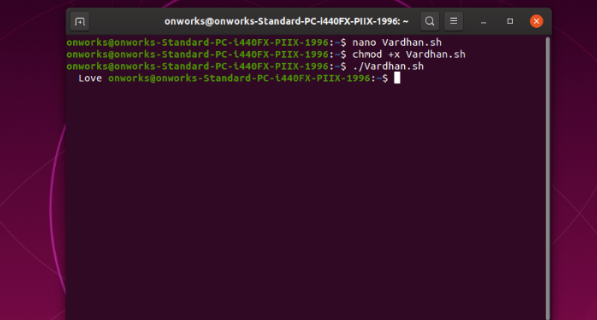 onworks@onworks-Standard-PC-i440FX-PIIX-1996: ~
onworks@onworks-Standard-PC-i440FX-PIIX-1996:~$ nano Vardhan.sh
onworks@onworks-Standard-PC-i440FX-PIIX-1996:~$ chmod +x Vardhan.sh
onworks@onworks-Standard-PC-i440FX-PIIX-1996:~$ ./Vardhan.sh
Love onworks@onworks-Standard-PC-i440FX-PIIX-1996:~$